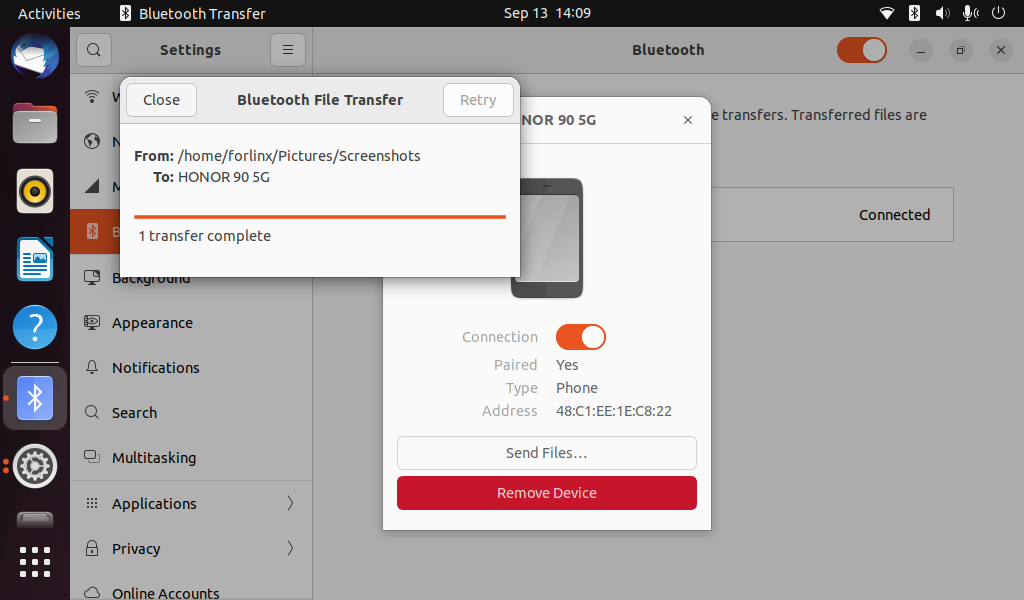 Activities
Bluetooth Transfer
Sep 13 14:09
Settings
Bluetooth
Close
Bluetooth File Transfer
Retry
From: /home/forlinx/Pictures/Screenshots
To: HONOR 90 5G
1 transfer complete
NOR 90 5G
e transfers. Transferred files are
Connected
Background
Appearance
Notifications
Search
Multitasking
Applications
Privacy
Online Accounts
Connection
Paired Yes
Type Phone
Address 48:C1:EE:1E:C8:22
Send Files…
Remove Device